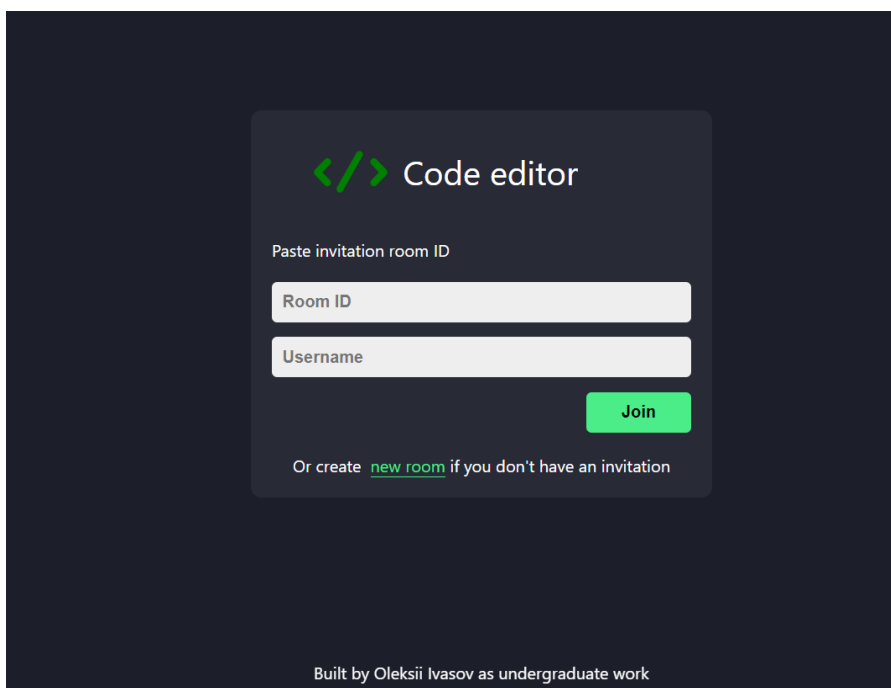 </> Code editor
Paste invitation room ID
Room ID
Username
Join
Or create new room if you don't have an invitation
Built by Oleksii Ivasov as undergraduate work